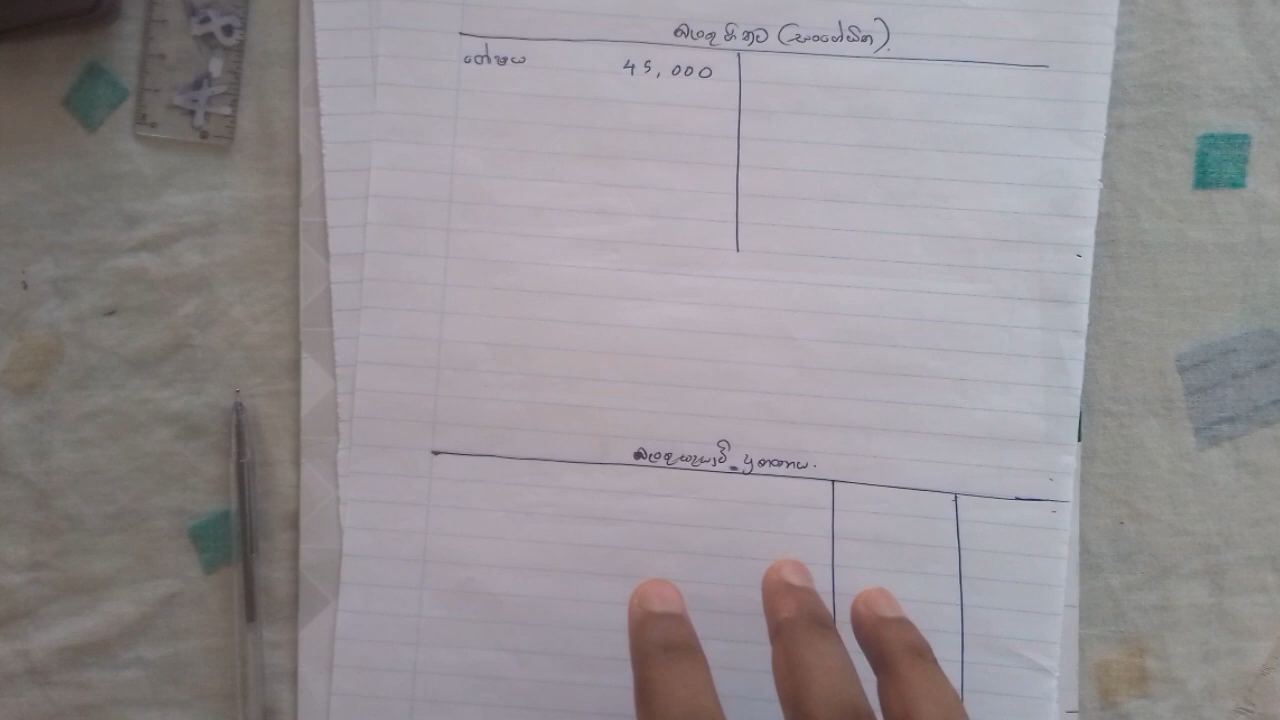 බැංකු ගිණුම (සංශෝධිත).
ශේෂය 45,000
බැංකු සැසඳුම් ප්‍රකාශය.